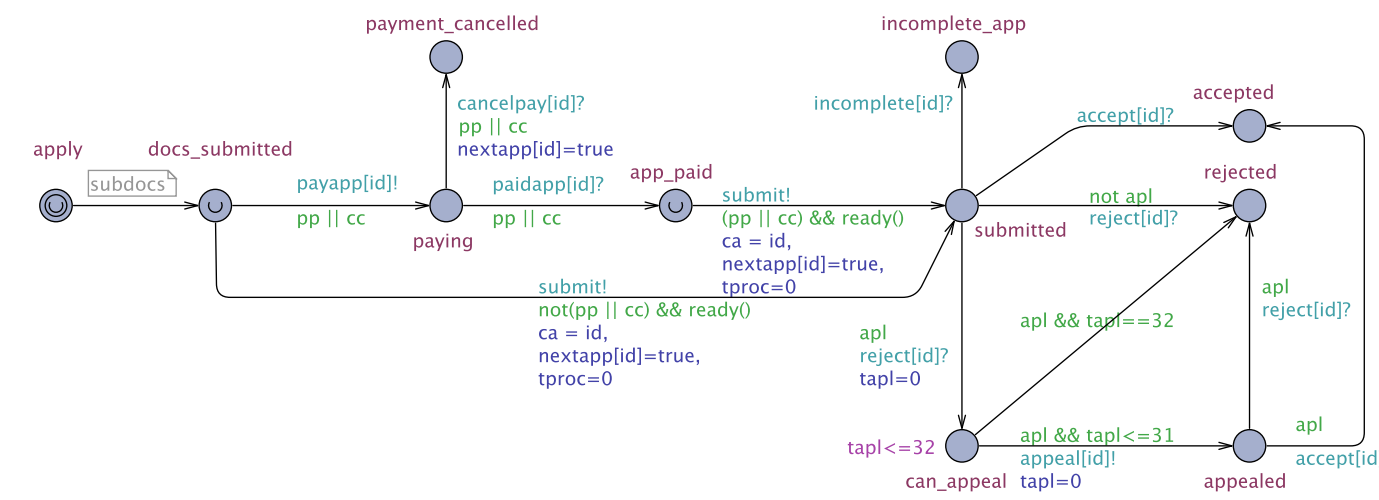 payment_cancelled
incomplete_app
cancelpay[id]?
pp || cc
nextapp[id]=true
incomplete[id]?
accepted
accept[id]?
apply
subdocs
docs_submitted
payapp[id]!
pp || cc
paying
paidapp[id]?
pp || cc
app_paid
submit!
(pp || cc) && ready()
ca = id,
nextapp[id]=true,
tproc=0
submitted
rejected
not apl
reject[id]?
submit!
not(pp || cc) && ready()
ca = id,
nextapp[id]=true,
tproc=0
apl
reject[id]?
tapl=0
apl && tapl==32
apl
reject[id]?
tapl<=32
can_appeal
apl && tapl<=31
appeal[id]!
tapl=0
appealed
apl
accept[id